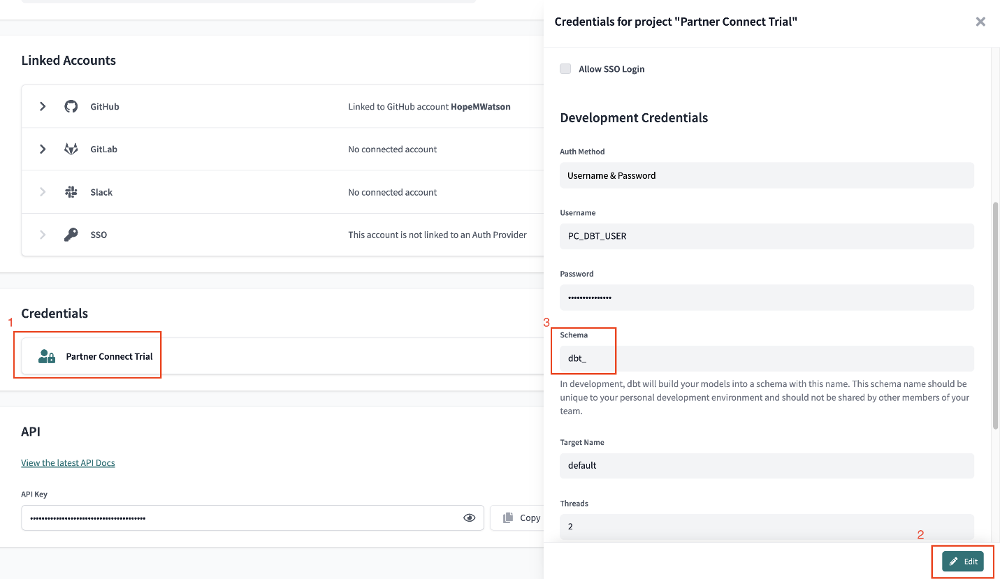 Linked Accounts
GitHub
Linked to GitHub account HopeMWatson
GitLab
No connected account
Slack
No connected account
SSO
This account is not linked to an Auth Provider
Credentials
1
Partner Connect Trial
API
View the latest API Docs
API Key
••••••••••••••••••••••••••••••••••••••••
Copy
Credentials for project "Partner Connect Trial"
Allow SSO Login
Development Credentials
Auth Method
Username & Password
Username
PC_DBT_USER
Password
•••••••••••••••
3
Schema
dbt_
In development, dbt will build your models into a schema with this name. This schema name should be
unique to your personal development environment and should not be shared by other members of your
team.
Target Name
default
Threads
2
2
Edit